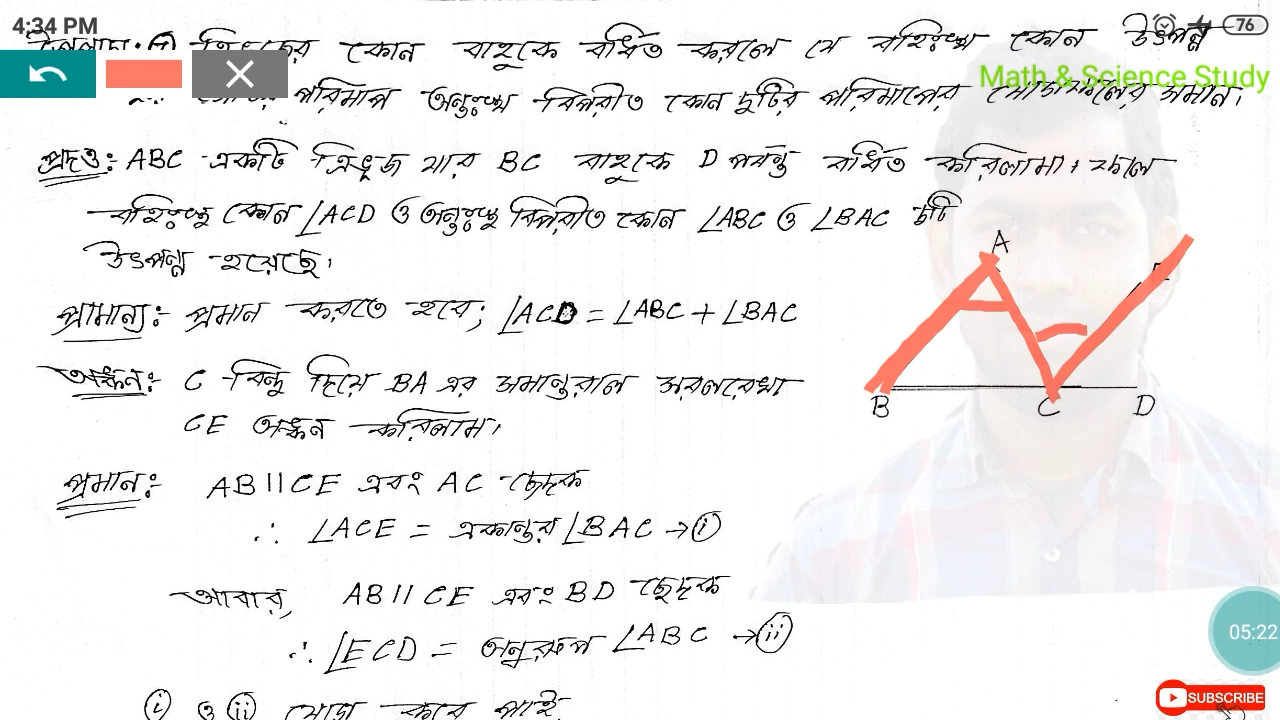 4:34 PM
76
ত্রিভুজের কোন বাহুকে বর্ধিত করলে যে বহিঃস্থ কোন উৎপন্ন
Math & Science Study
পরিমাপ অন্তঃস্থ বিপরীত কোন দুটির পরিমাপের যোগফলের সমান।
প্রদত্ত: ABC একটি ত্রিভূজ যার BC বাহুকে D পর্যন্ত বর্ধিত করিলাম। ফলে
বহিঃস্থ কোন ∠ACD ও অন্তঃস্থ বিপরীত কোন ∠ABC ও ∠BAC দুটি
উৎপন্ন হয়েছে।
প্রামান্য: প্রমান করতে হবে; ∠ACD = ∠ABC + ∠BAC
অঙ্কন: C বিন্দু দিয়ে BA এর সমান্তরাল সরলরেখা
CE অঙ্কন করিলাম।
প্রমান: AB || CE এবং AC ছেদক
∴ ∠ACE = একান্তর ∠BAC → (i)
আবার, AB // CE এবং BD ছেদক
∴ ∠ECD = অনুরূপ ∠ABC → (ii)
(i) ও (ii) যোগ করে পাই,
A
B
C
D
05:22
SUBSCRIBE